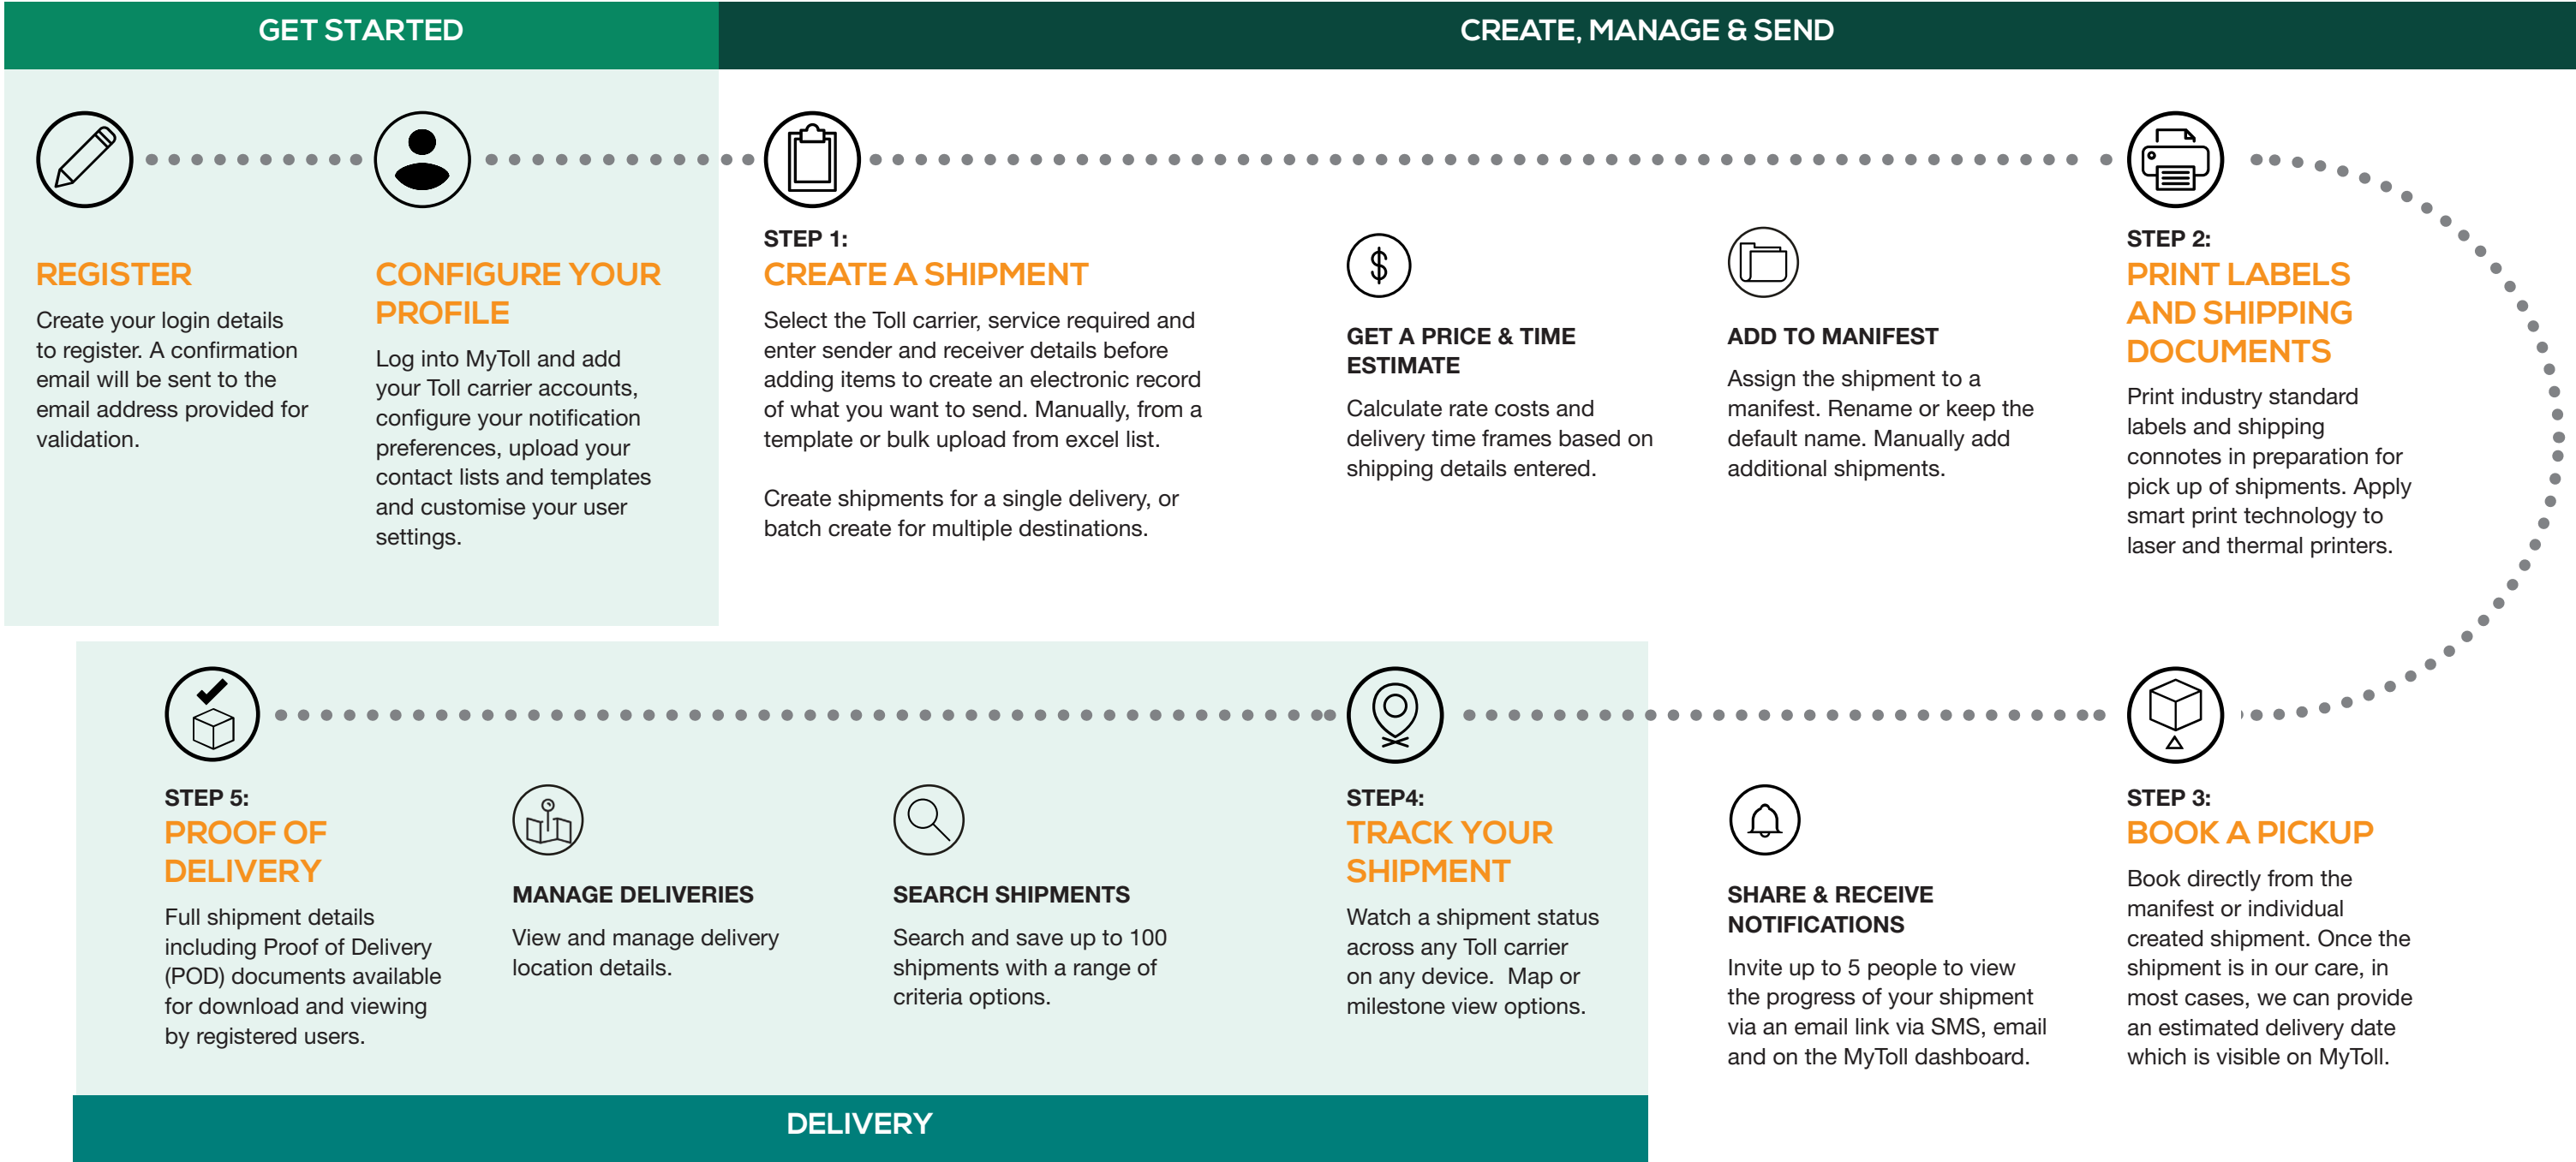 GET STARTED
CREATE, MANAGE & SEND
REGISTER
Create your login details
to register. A confirmation
email will be sent to the
email address provided for
validation.
CONFIGURE YOUR
PROFILE
Log into MyToll and add
your Toll carrier accounts,
configure your notification
preferences, upload your
contact lists and templates
and customise your user
settings.
STEP 1:
CREATE A SHIPMENT
Select the Toll carrier, service required and
enter sender and receiver details before
adding items to create an electronic record
of what you want to send. Manually, from a
template or bulk upload from excel list.
Create shipments for a single delivery, or
batch create for multiple destinations.
$
GET A PRICE & TIME
ESTIMATE
Calculate rate costs and
delivery time frames based on
shipping details entered.
ADD TO MANIFEST
Assign the shipment to a
manifest. Rename or keep the
default name. Manually add
additional shipments.
STEP 2:
PRINT LABELS
AND SHIPPING
DOCUMENTS
Print industry standard
labels and shipping
connotes in preparation for
pick up of shipments. Apply
smart print technology to
laser and thermal printers.
STEP 3:
BOOK A PICKUP
Book directly from the
manifest or individual
created shipment. Once the
shipment is in our care, in
most cases, we can provide
an estimated delivery date
which is visible on MyToll.
SHARE & RECEIVE
NOTIFICATIONS
Invite up to 5 people to view
the progress of your shipment
via an email link via SMS, email
and on the MyToll dashboard.
STEP4:
TRACK YOUR
SHIPMENT
Watch a shipment status
across any Toll carrier
on any device. Map or
milestone view options.
SEARCH SHIPMENTS
Search and save up to 100
shipments with a range of
criteria options.
MANAGE DELIVERIES
View and manage delivery
location details.
STEP 5:
PROOF OF
DELIVERY
Full shipment details
including Proof of Delivery
(POD) documents available
for download and viewing
by registered users.
DELIVERY